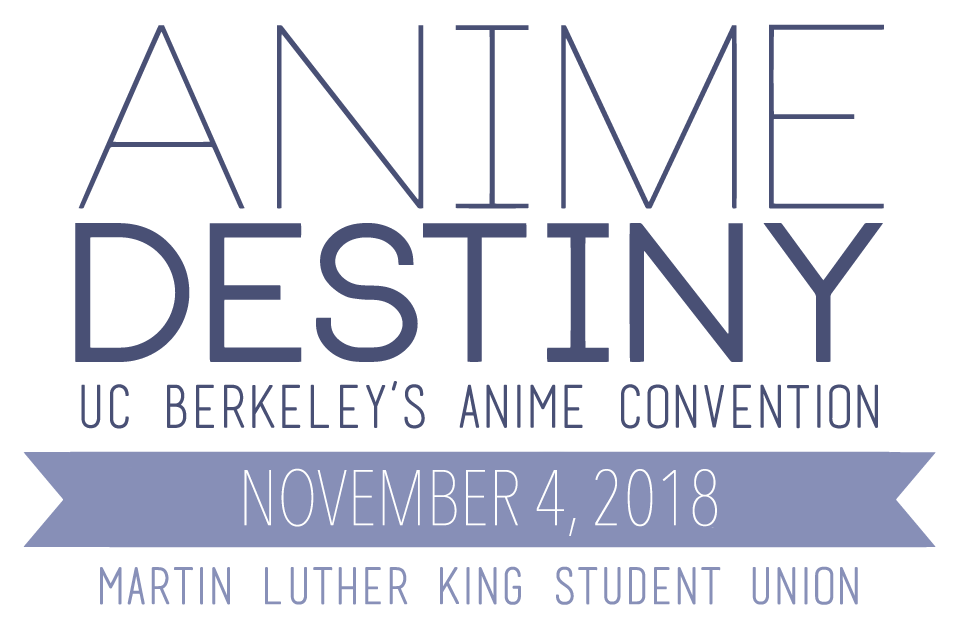 ANIME
DESTINY
UC BERKELEY'S ANIME CONVENTION
NOVEMBER 4, 2018
MARTIN LUTHER KING STUDENT UNION